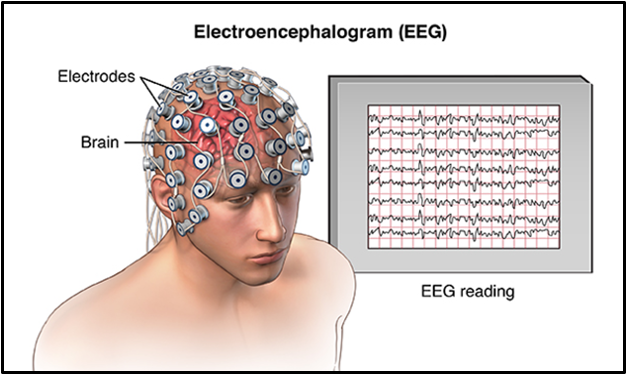 Electroencephalogram (EEG)
Electrodes
Brain
EEG reading